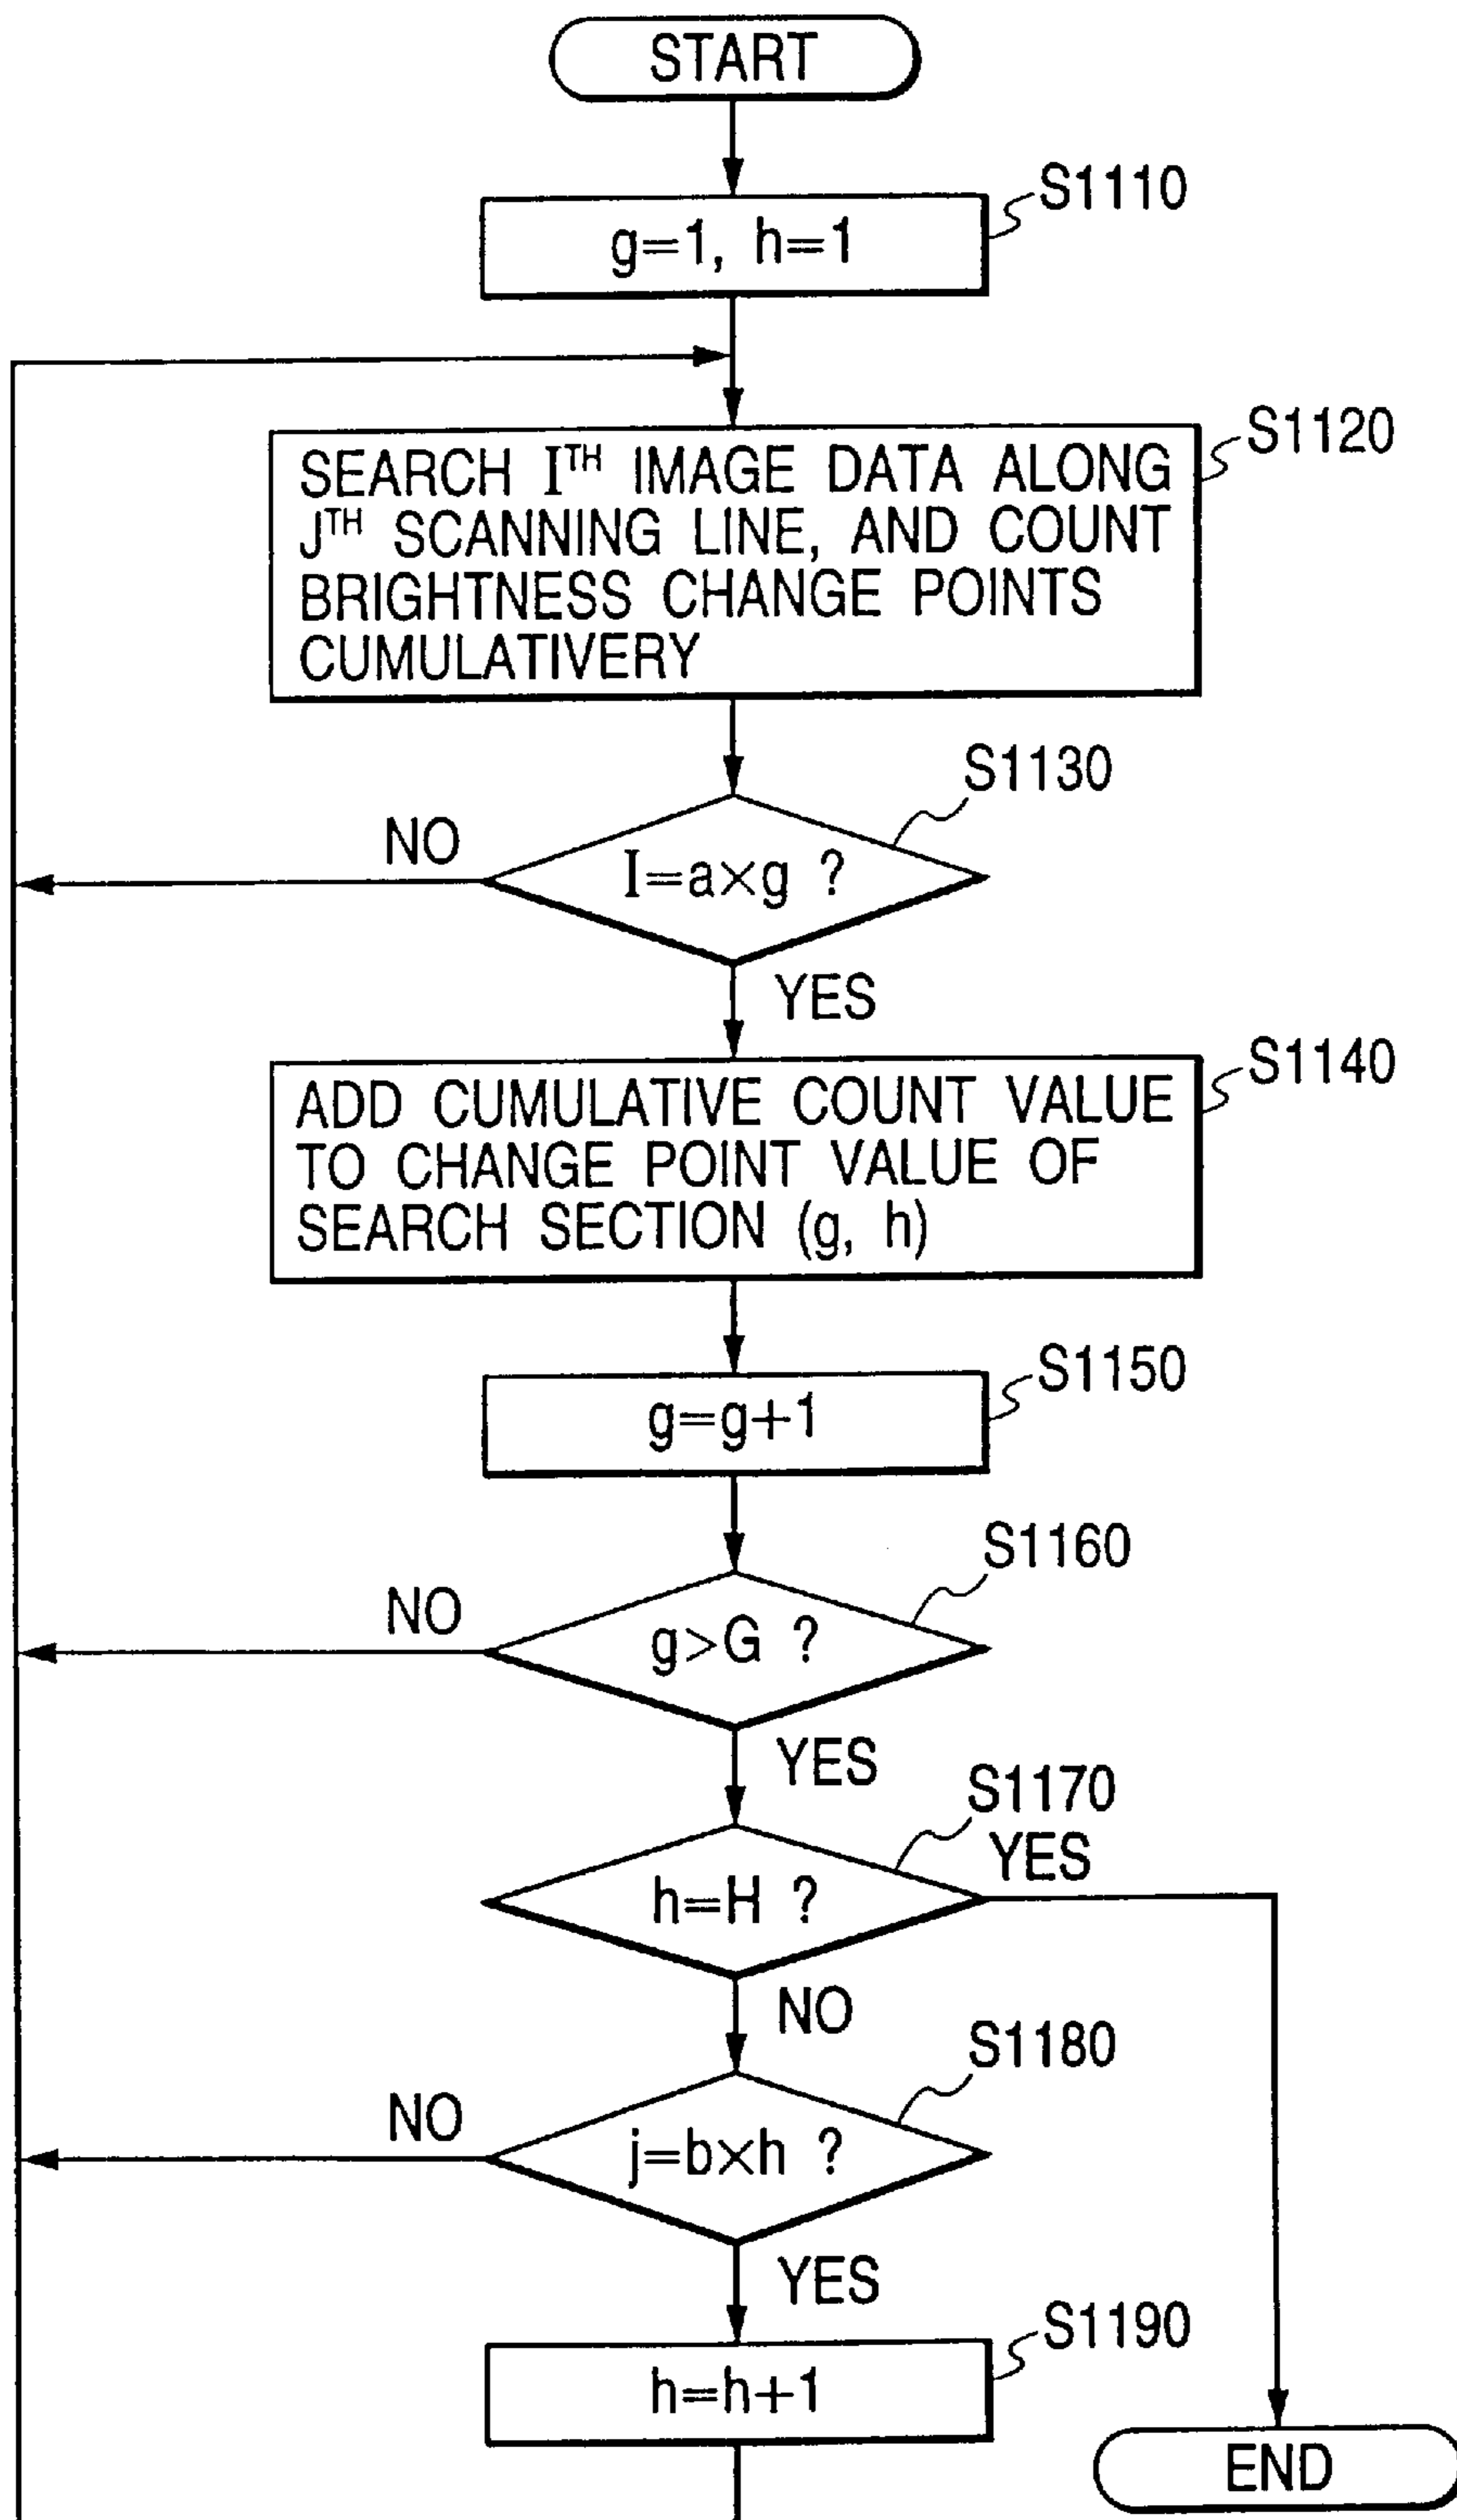 START
S1110
g=1, h=1
S1120
SEARCH ITH IMAGE DATA ALONG
JTH SCANNING LINE, AND COUNT
BRIGHTNESS CHANGE POINTS
CUMULATIVERY
S1130
NO
I=a×g ?
YES
S1140
ADD CUMULATIVE COUNT VALUE
TO CHANGE POINT VALUE OF
SEARCH SECTION (g, h)
S1150
g=g+1
S1160
NO
g>G ?
YES
S1170
YES
h=H ?
NO
S1180
NO
j=b×h ?
YES
S1190
h=h+1
END